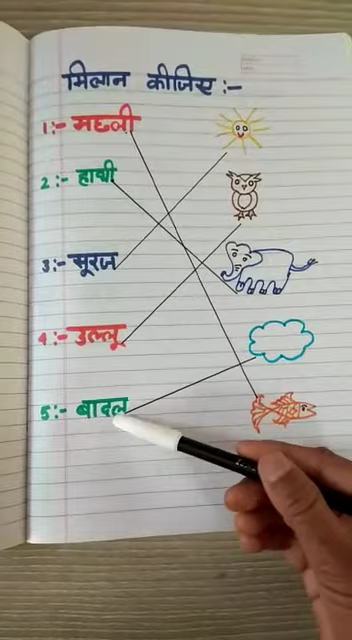 मिलान कीजिए :-
1:- मछली
2:- हाथी
3:- सूरज
4:- उल्लू
5:- बादल